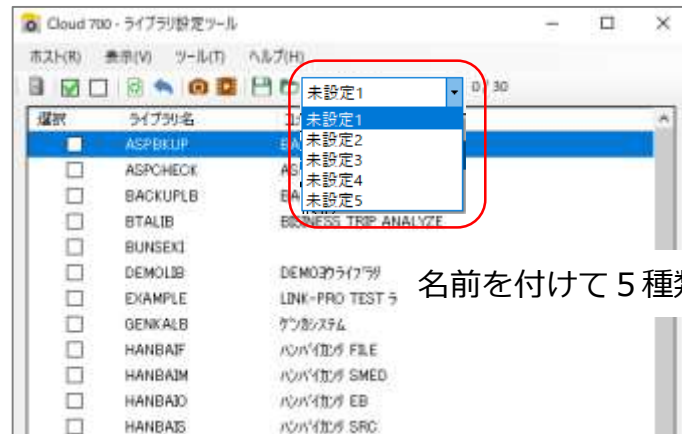 Cloud 700 - ライブラリ設定ツール
ホスト(R) 表示(V) ツール(T) ヘルプ(H)
未設定1
0 / 30
選択 ライブラリ名
未設定1
未設定2
未設定3
未設定4
未設定5
ASPBKUP
ASPCHECK
BACKUPLB
BTALIB BUSINESS TRIP ANALYZE
BUNSEKI
DEMOLIB DEMOヨウライブラリ
EXAMPLE LINK-PRO TEST ラ
GENKALB ゲンカシステム
HANBAIF ハンバイカンリ FILE
HANBAIM ハンバイカンリ SMED
HANBAIO ハンバイカンリ EB
HANBAIS ハンバイカンリ SRC
名前を付けて5種類